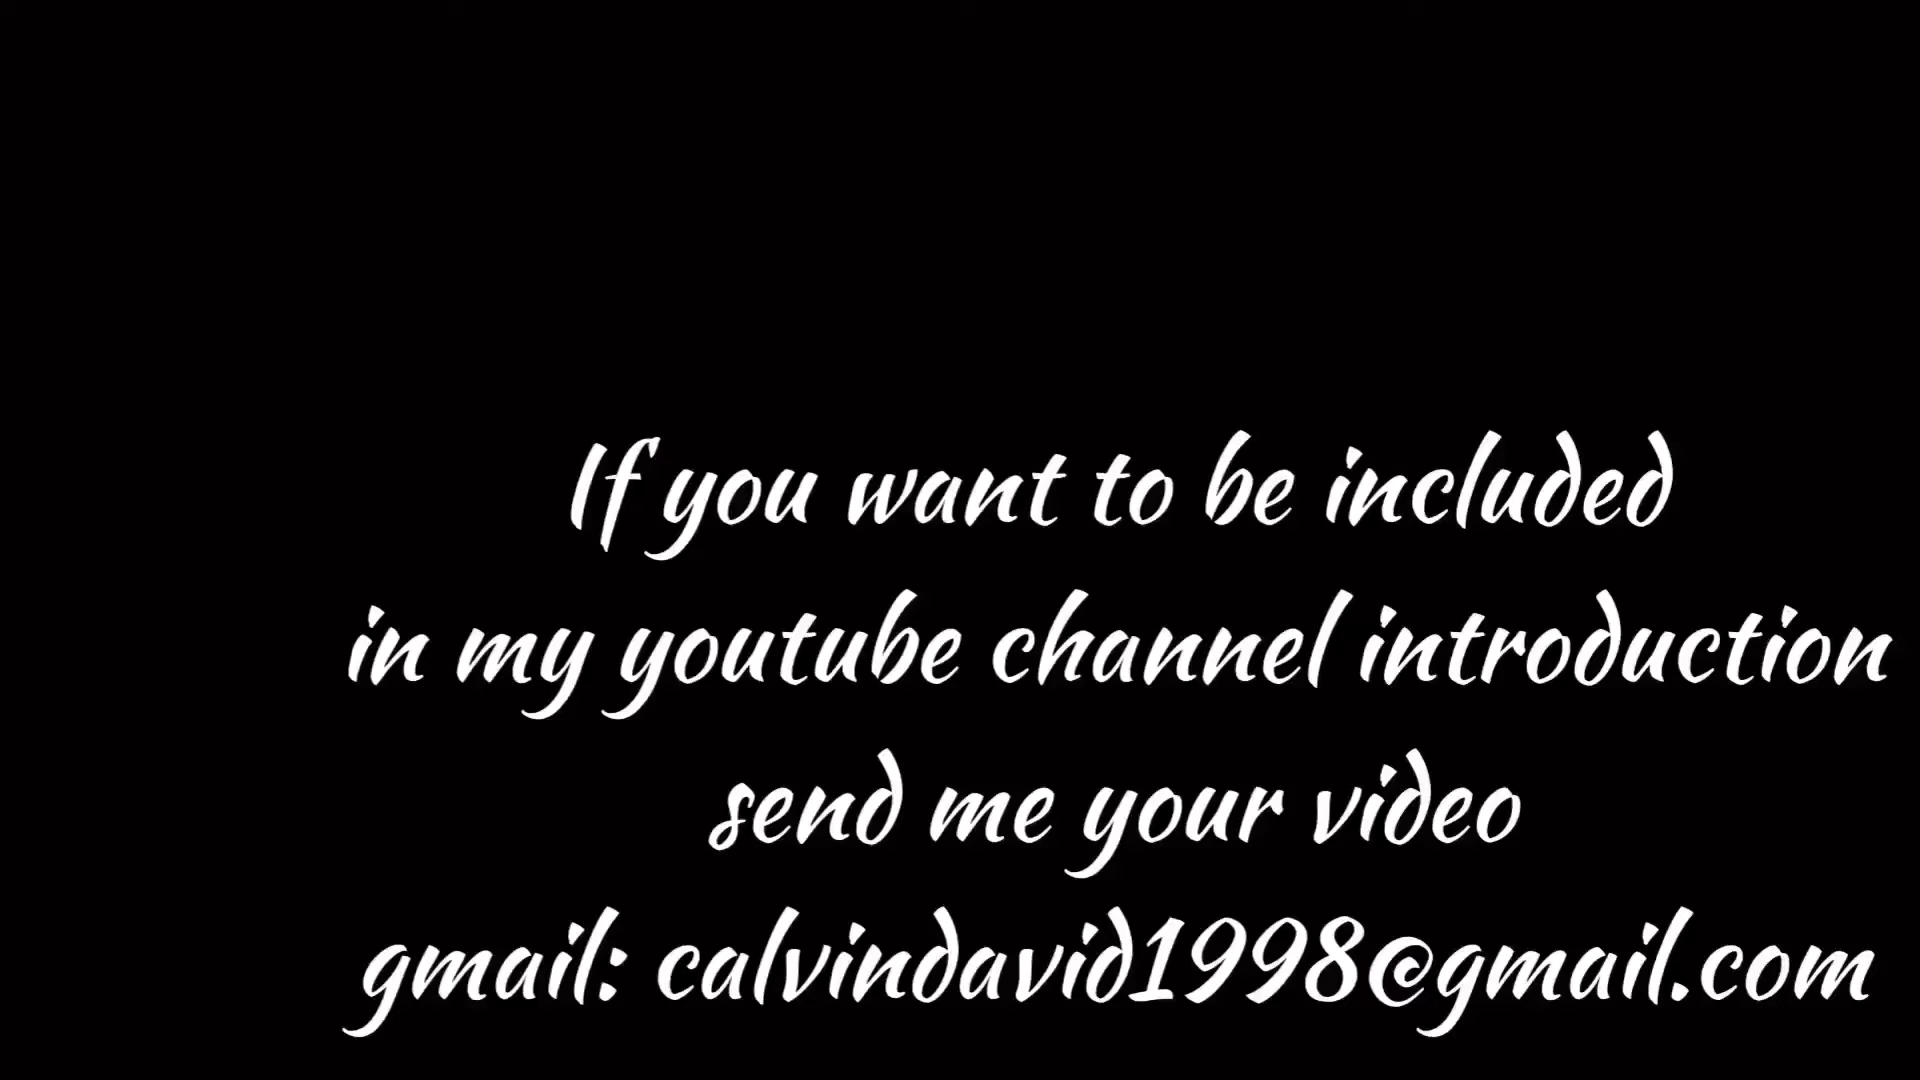 If you want to be included
in my youtube channel introduction
send me your video
gmail: calvindavid1998@gmail.com